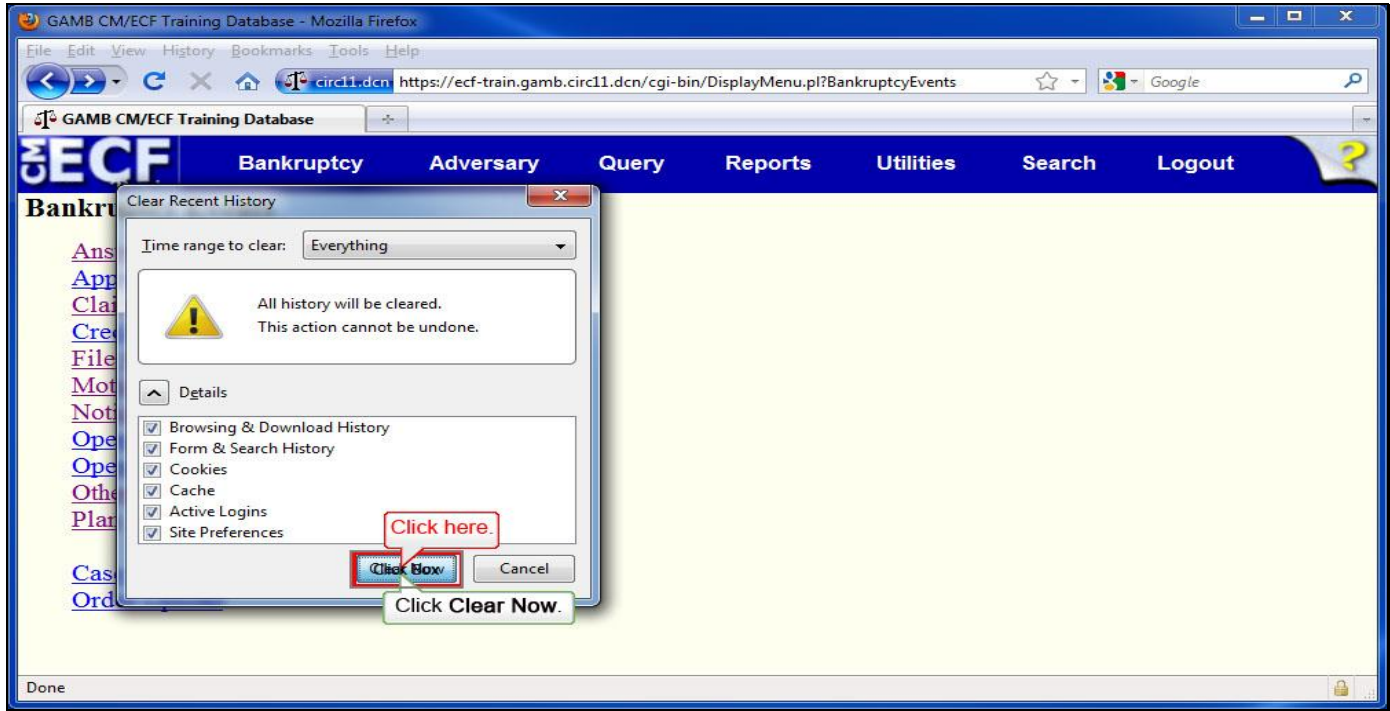 GAMB CM/ECF Training Database - Mozilla Firefox
File Edit View History Bookmarks Tools Help
circ11.dcn https://ecf-train.gamb.circ11.dcn/cgi-bin/DisplayMenu.pl?BankruptcyEvents Google
GAMB CM/ECF Training Database
CM ECF Bankruptcy Adversary Query Reports Utilities Search Logout ?
Clear Recent History
Time range to clear: Everything
All history will be cleared.
This action cannot be undone.
Details
Browsing & Download History
Form & Search History
Cookies
Cache
Active Logins
Site Preferences
Click here.
Cancel
Click Clear Now.
Done